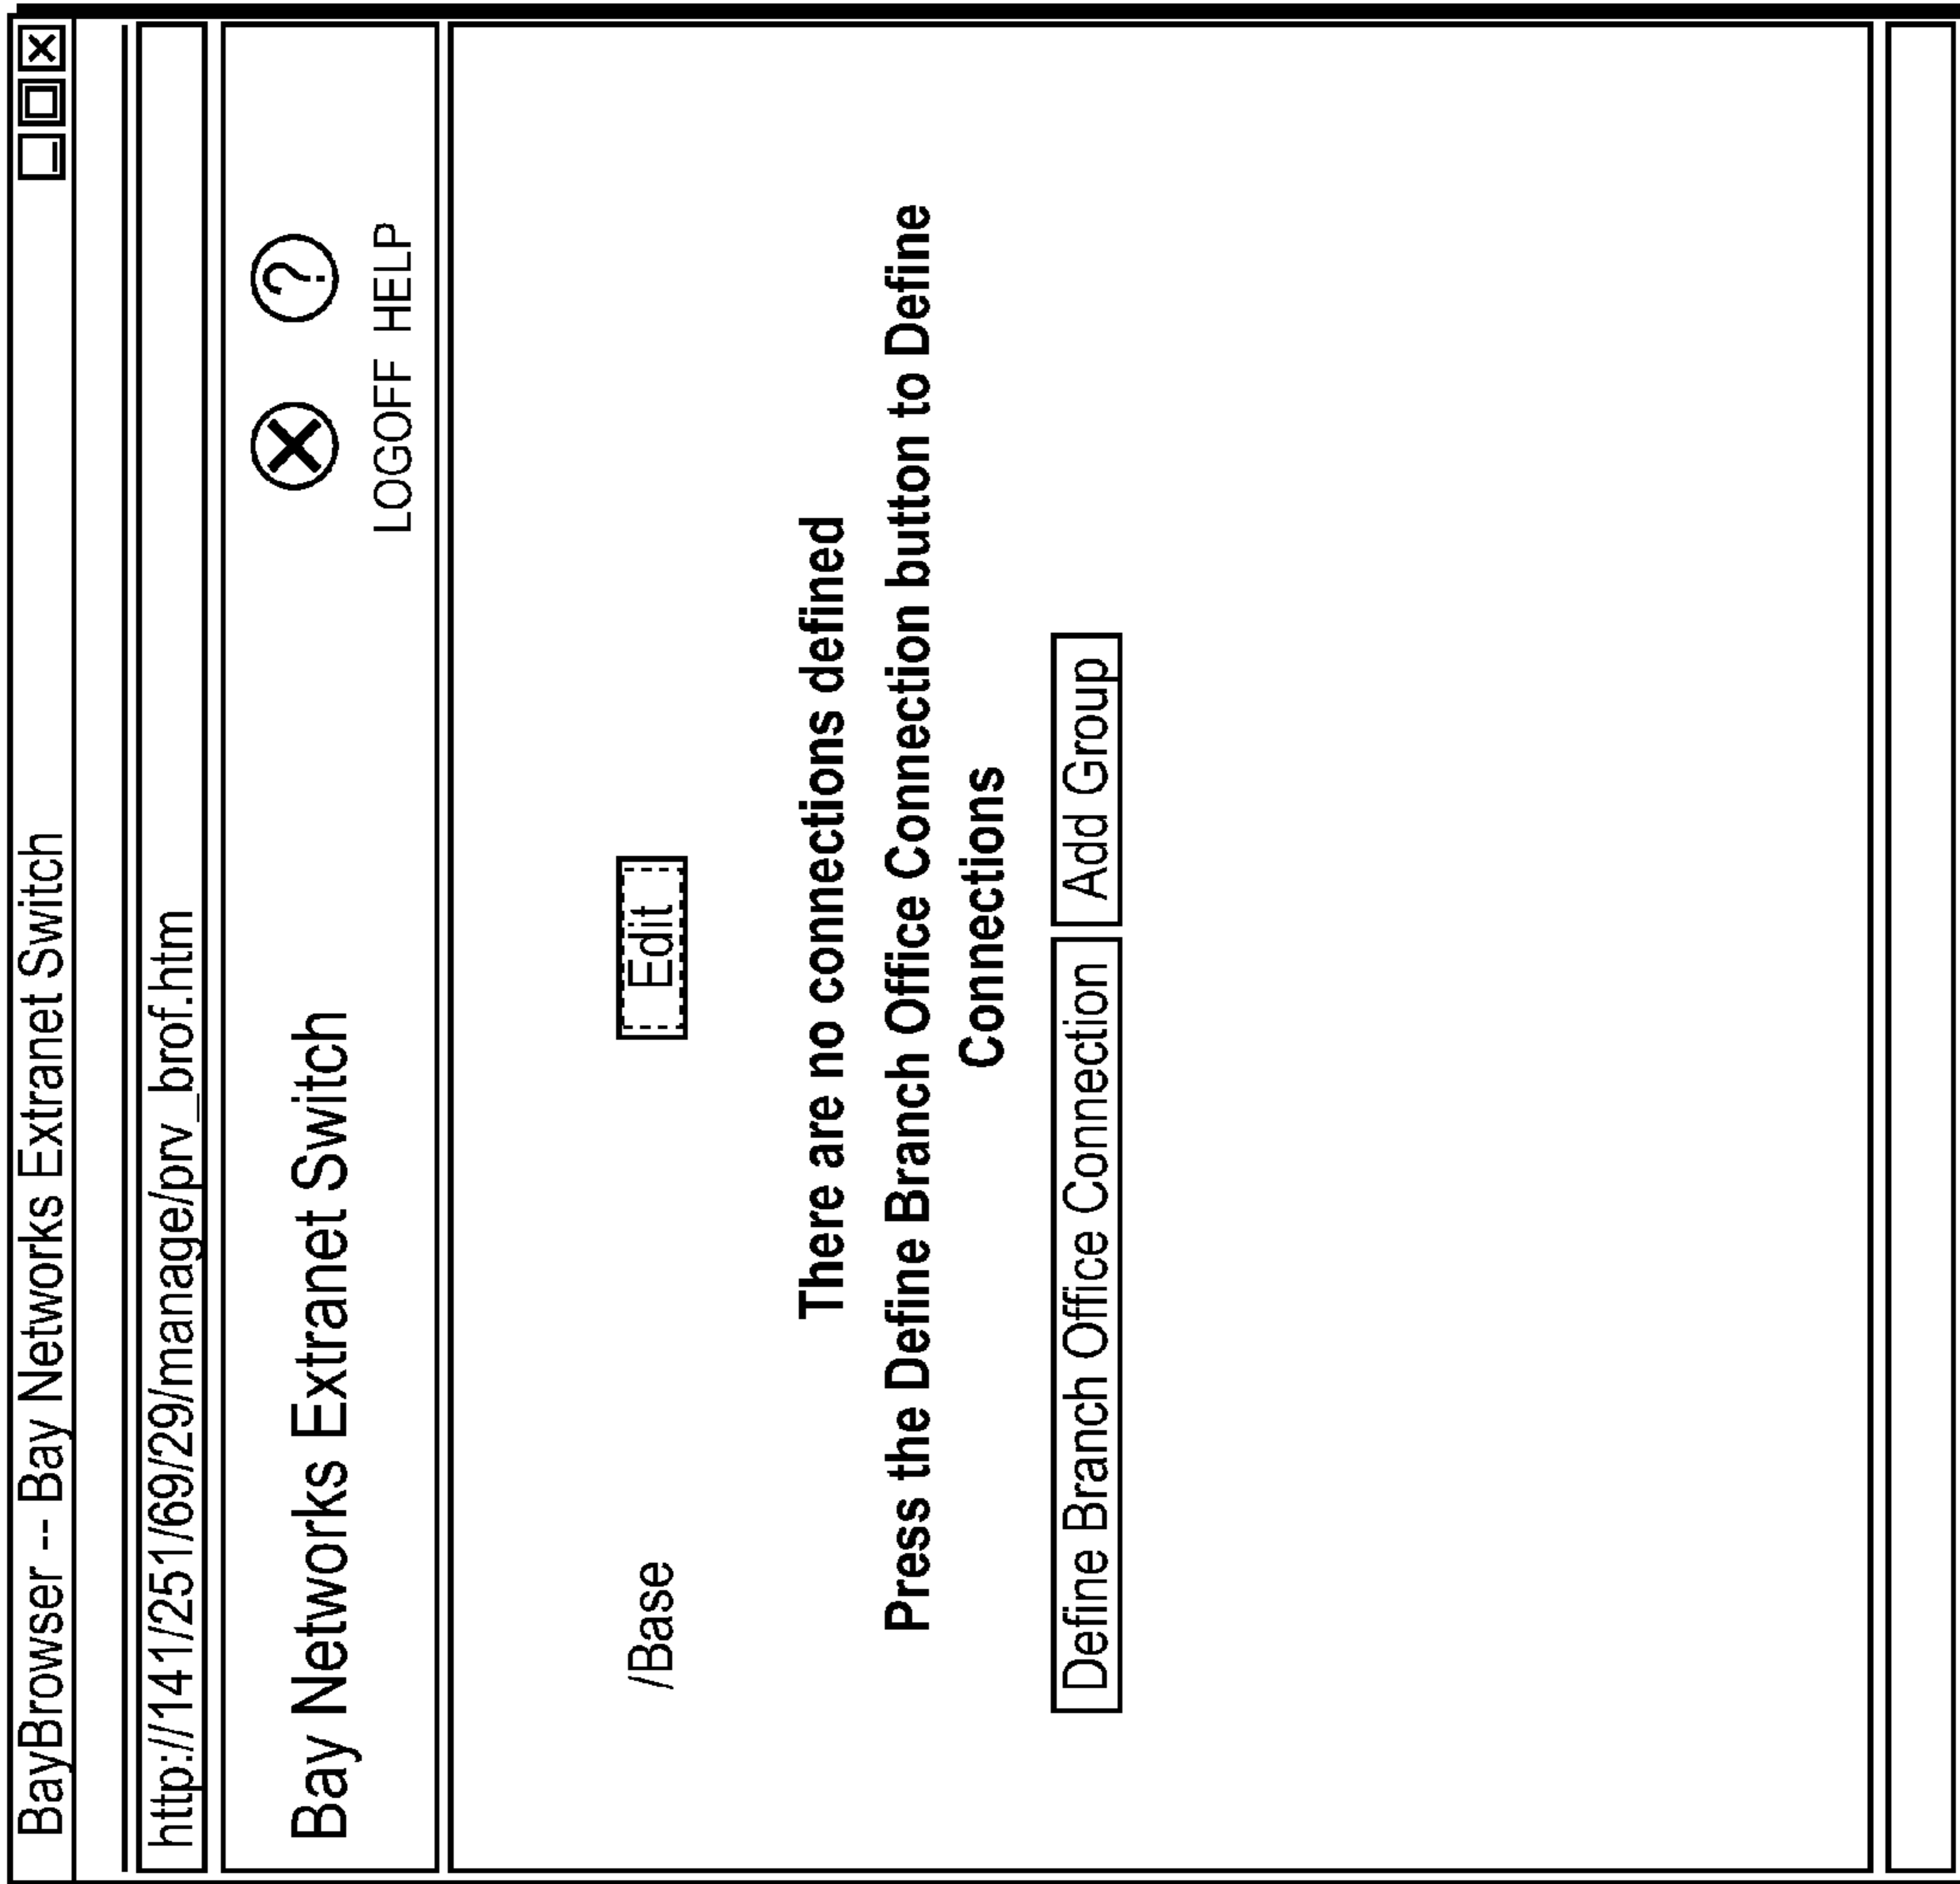 BayBrowser -- Bay Networks Extranet Switch
http://141/251/69/29/manage/prv_brof.htm
Bay Networks Extranet Switch
LOGOFF HELP
/Base Edit
There are no connections defined
Press the Define Branch Office Connection button to Define
Connections
Define Branch Office Connection Add Group